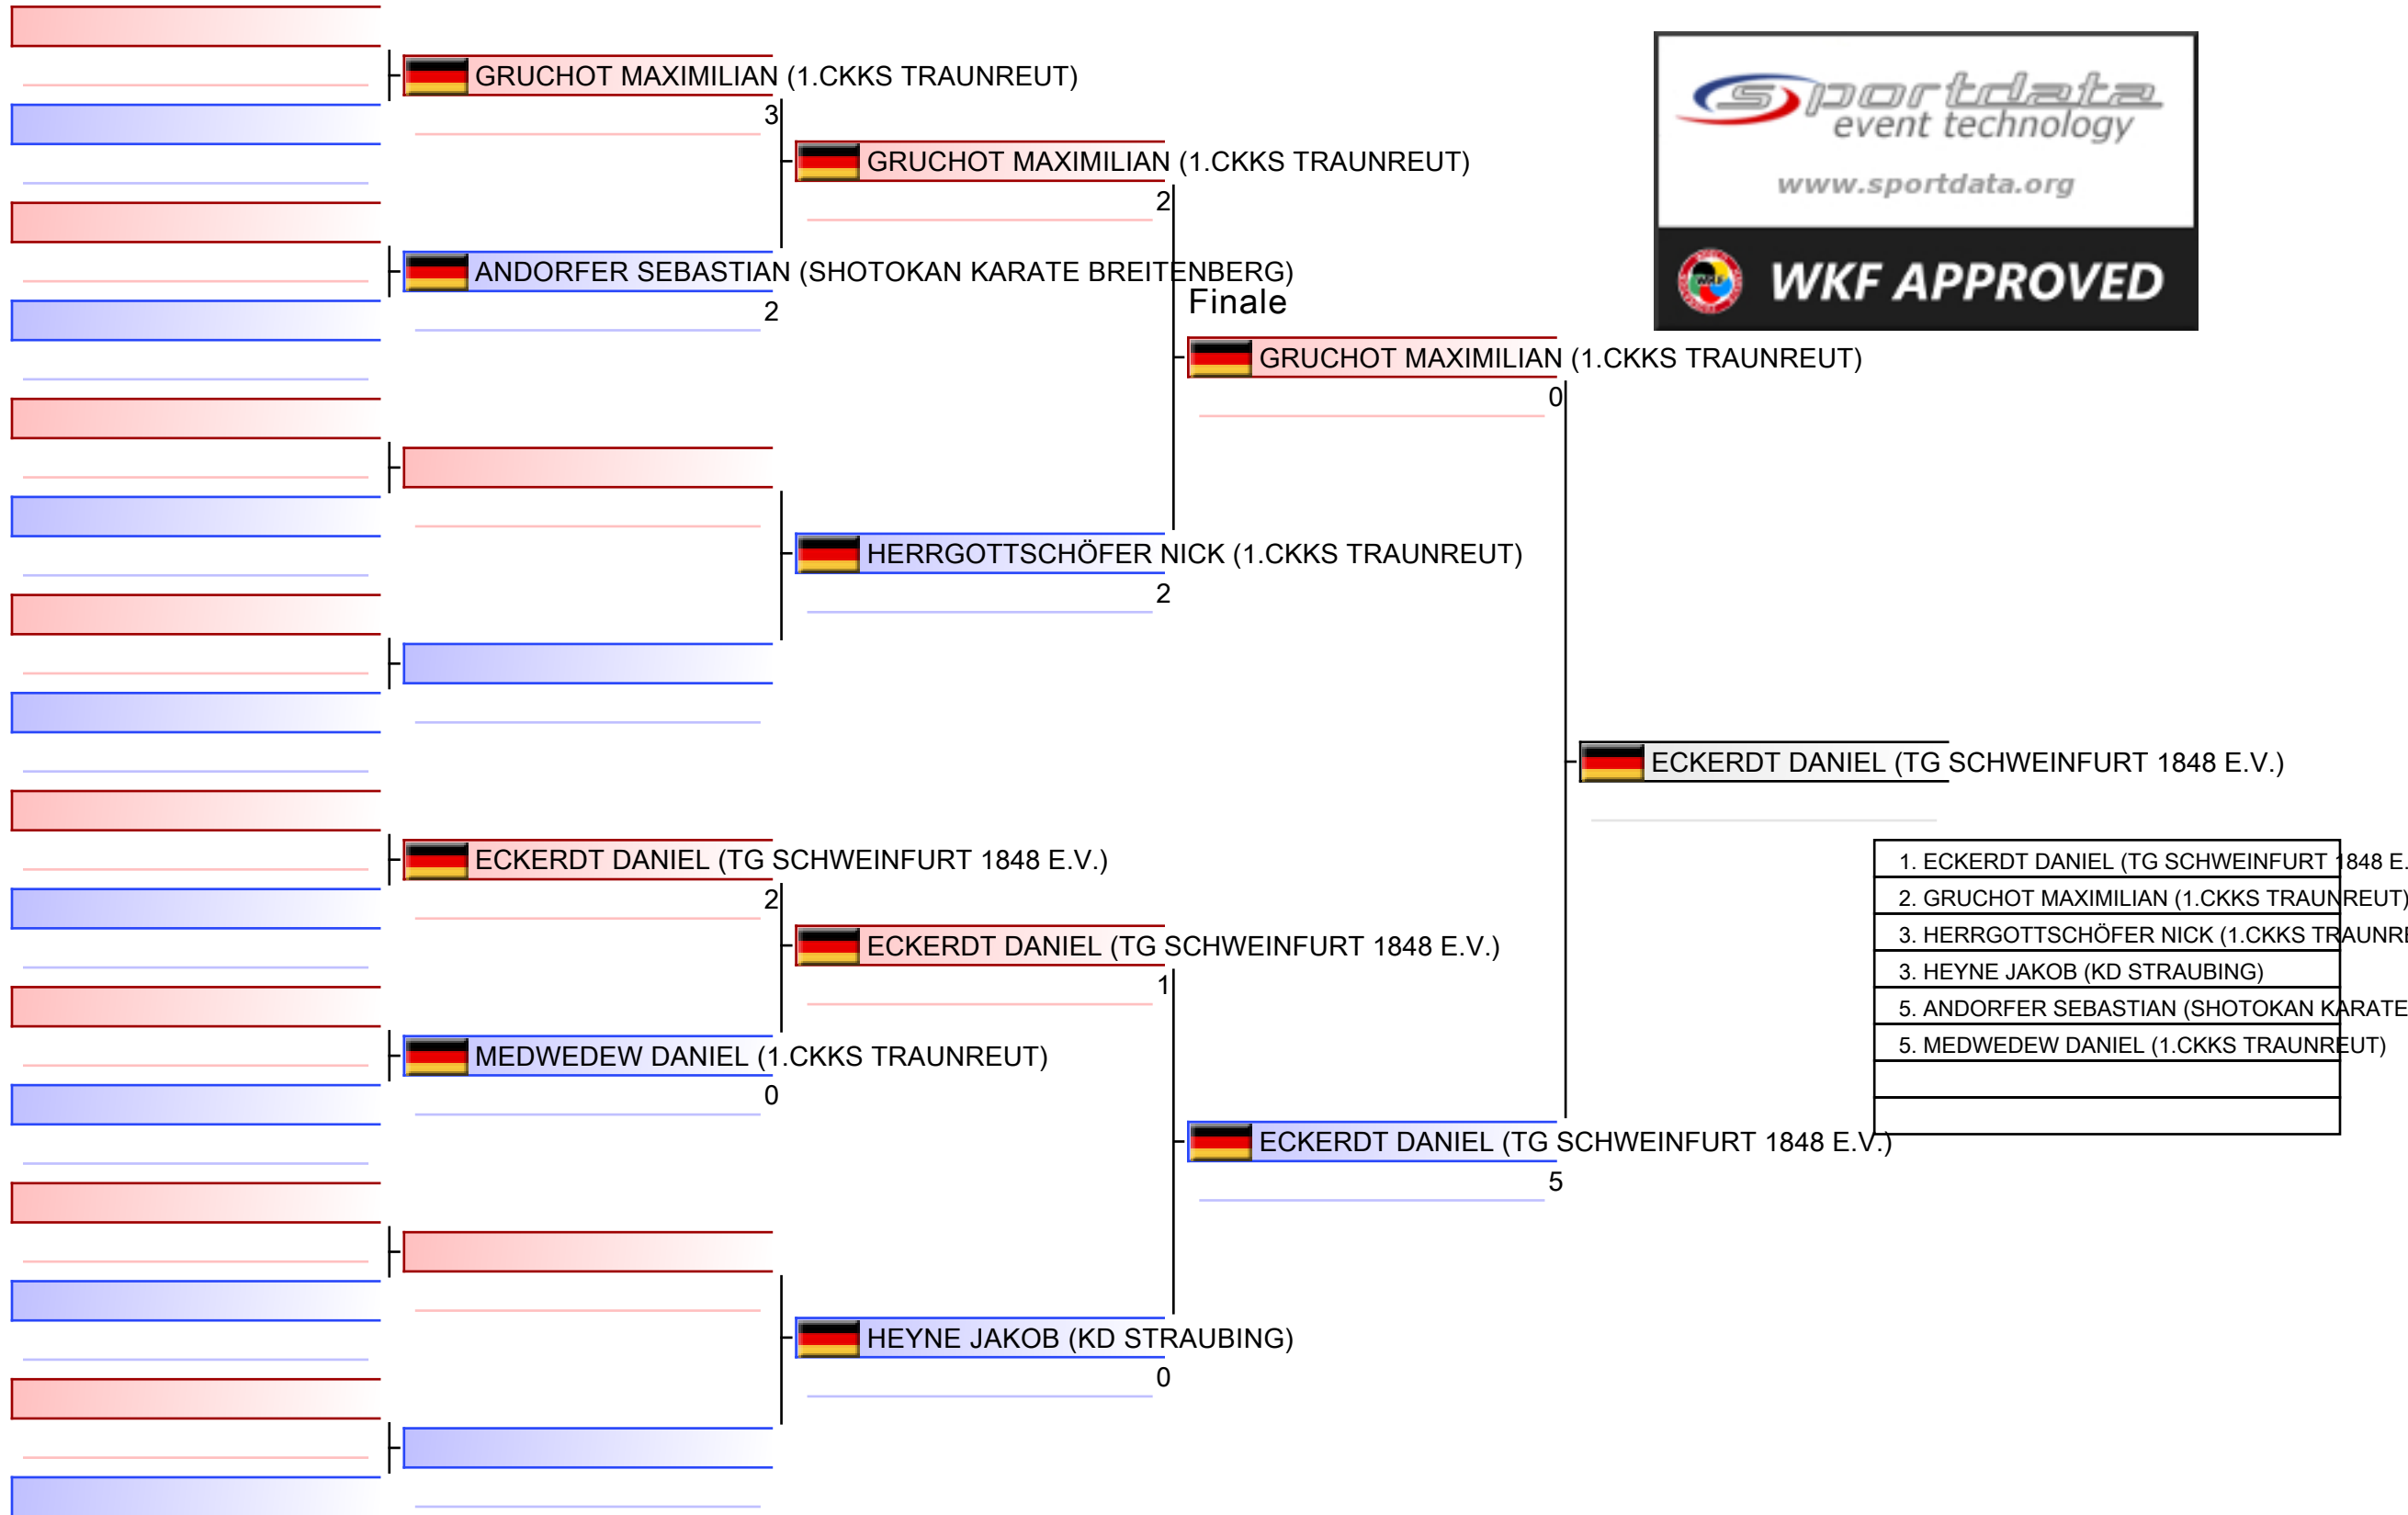 GRUCHOT MAXIMILIAN (1.CKKS TRAUNREUT)
3
ANDORFER SEBASTIAN (SHOTOKAN KARATE BREITENBERG)
2
ECKERDT DANIEL (TG SCHWEINFURT 1848 E.V.)
2
MEDWEDEW DANIEL (1.CKKS TRAUNREUT)
0
GRUCHOT MAXIMILIAN (1.CKKS TRAUNREUT)
2
HERRGOTTSCHÖFER NICK (1.CKKS TRAUNREUT)
2
ECKERDT DANIEL (TG SCHWEINFURT 1848 E.V.)
1
HEYNE JAKOB (KD STRAUBING)
0
Finale
GRUCHOT MAXIMILIAN (1.CKKS TRAUNREUT)
0
ECKERDT DANIEL (TG SCHWEINFURT 1848 E.V.)
5
ECKERDT DANIEL (TG SCHWEINFURT 1848 E.V.)
sportdata
event technology
www.sportdata.org
WKF APPROVED
1. ECKERDT DANIEL (TG SCHWEINFURT 1848 E.
2. GRUCHOT MAXIMILIAN (1.CKKS TRAUNREUT)
3. HERRGOTTSCHÖFER NICK (1.CKKS TRAUNRE
3. HEYNE JAKOB (KD STRAUBING)
5. ANDORFER SEBASTIAN (SHOTOKAN KARATE
5. MEDWEDEW DANIEL (1.CKKS TRAUNREUT)